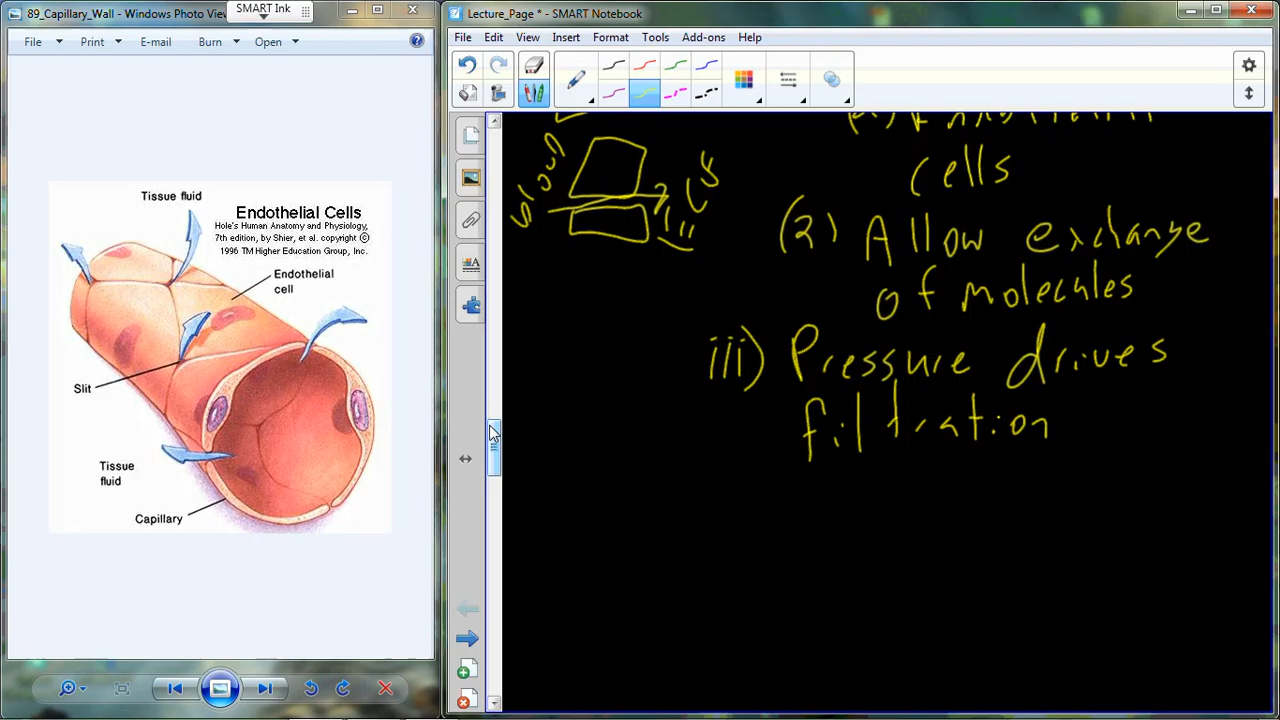 89_Capillary_Wall - Windows Photo View
SMART Ink
File Print E-mail Burn Open
Tissue fluid
Endothelial Cells
Hole's Human Anatomy and Physiology,
7th edition, by Shier, et al. copyright ©
1996 TM Higher Education Group, Inc.
Endothelial
cell
Slit
Tissue
fluid
Capillary
Lecture_Page * - SMART Notebook
File Edit View Insert Format Tools Add-ons Help
blood
cells
(2) Allow exchange
of molecules
iii) Pressure drives
filtration